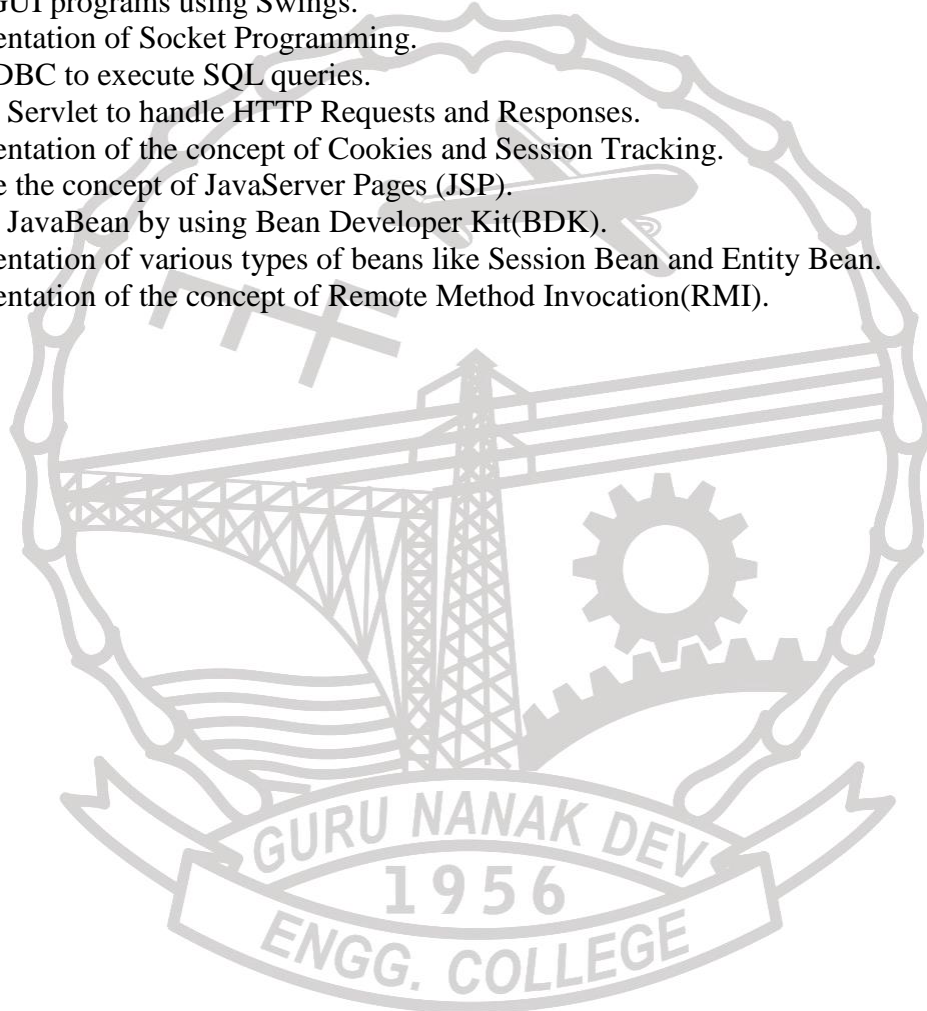 GUI programs using Swings.
entation of Socket Programming.
DBC to execute SQL queries.
Servlet to handle HTTP Requests and Responses.
entation of the concept of Cookies and Session Tracking.
e the concept of JavaServer Pages (JSP).
JavaBean by using Bean Developer Kit(BDK).
entation of various types of beans like Session Bean and Entity Bean.
entation of the concept of Remote Method Invocation(RMI).
GURU NANAK DEV
1956
ENGG. COLLEGE